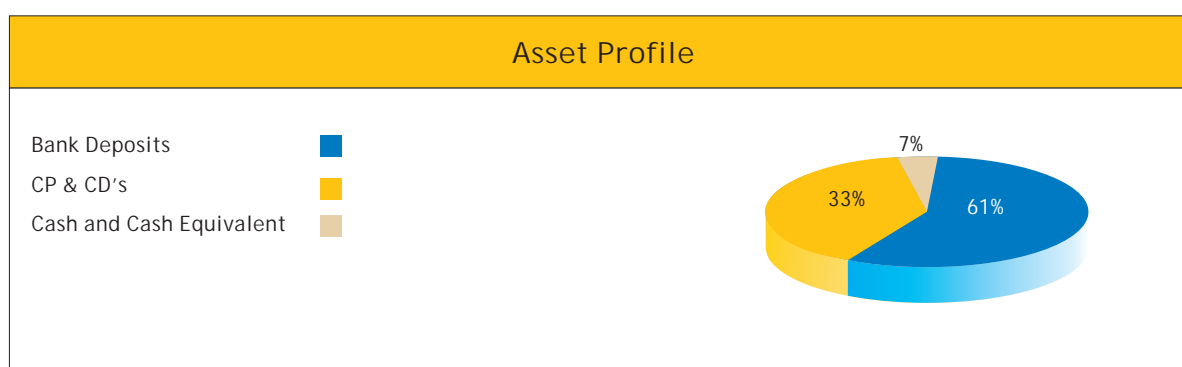 Asset Profile
Bank Deposits
CP & CD’s
Cash and Cash Equivalent
7%
33%
61%